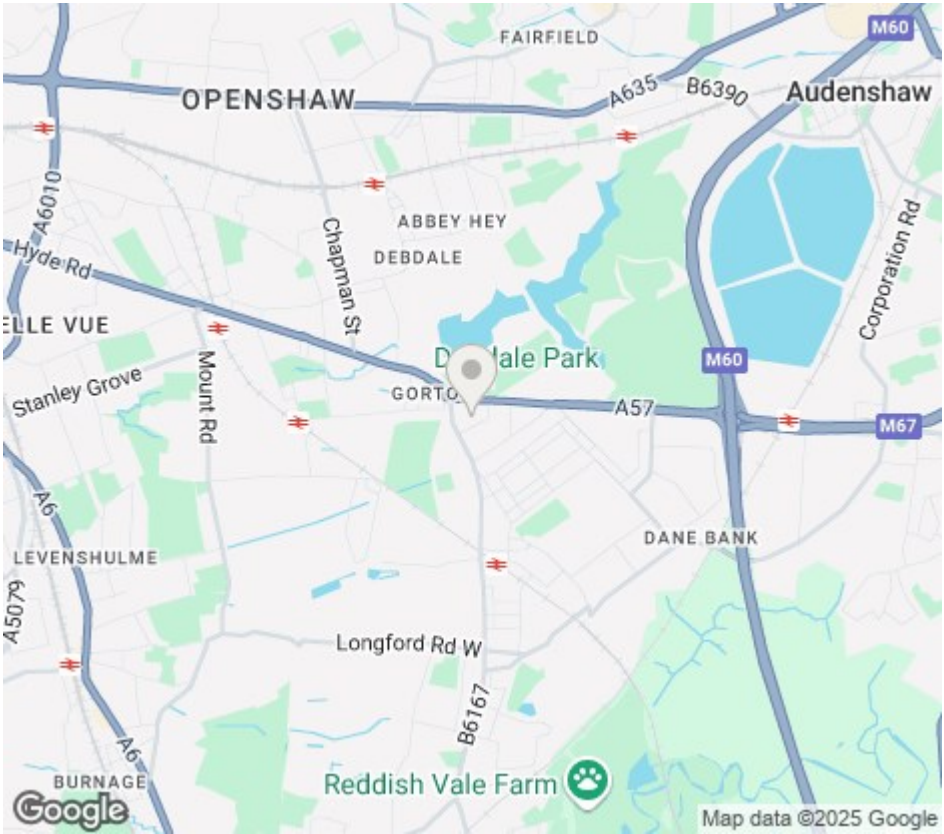 M60
FAIRFIELD
A635
B6390
Audenshaw
OPENSHAW
A6010
ABBEY HEY
Chapman St
DEBDALE
Corporation Rd
Hyde Rd
ELLE VUE
Mount Rd
Stanley Grove
D dale Park
M60
GORTO
A57
M67
A6
DANE BANK
LEVENSHULME
A5079
Longford Rd W
B6167
A6
BURNAGE
Reddish Vale Farm
Google
Map data ©2025 Google